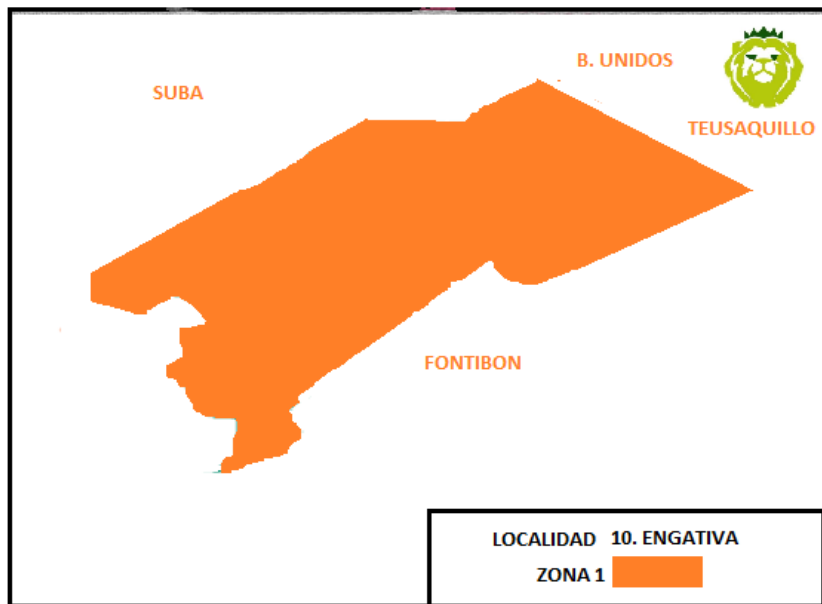 B. UNIDOS
SUBA
TEUSAQUILLO
FONTIBON
LOCALIDAD 10. ENGATIVA
ZONA 1